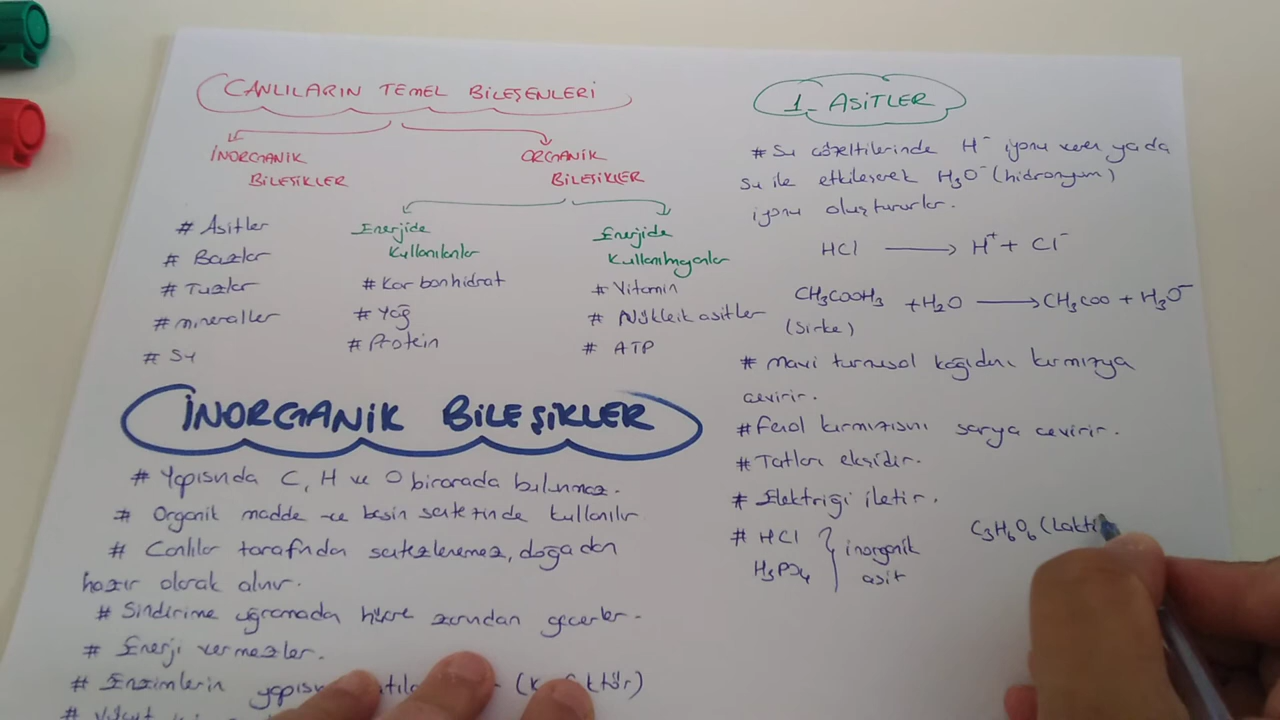 CANLILARIN TEMEL BİLEŞENLERİ
İNORGANİK
BİLEŞİKLER
ORGANİK
BİLEŞİKLER
# Asitler
# Bazlar
# Tuzlar
# mineraller
# Su
Enerjide
Kullanılanlar
# Karbonhidrat
# Yağ
# Protein
Enerjide
Kullanılmayanlar
# Vitamin
# Nükleik asitler
# ATP
İNORGANİK BİLEŞİKLER
# Yapısında C, H ve O birarada bulunmaz.
# Organik madde ve besin sentezinde kullanılır
# Canlılar tarafından sentezlenemez, doğadan
hazır olarak alınır.
# Sindirime uğramadan hücre zarından geçerler.
# Enerji vermezler.
# Enzimlerin
1- ASİTLER
# Su çözeltilerinde H⁻ iyonu veren ya da
su ile etkileşerek H₃O⁻ (hidronyum)
iyonu oluştururlar.
HCl → H⁺ + Cl⁻
CH₃COOH₃ + H₂O → CH₃COO + H₃O⁻
(Sirke)
# mavi turnusol kağıdını kırmızıya
çevirir.
# Fenol kırmızısını sarıya çevirir.
# Tatları ekşidir.
# Elektriği iletir.
# HCl
H₃PO₄
} inorganik
asit
C₃H₆O₆ (Lakti